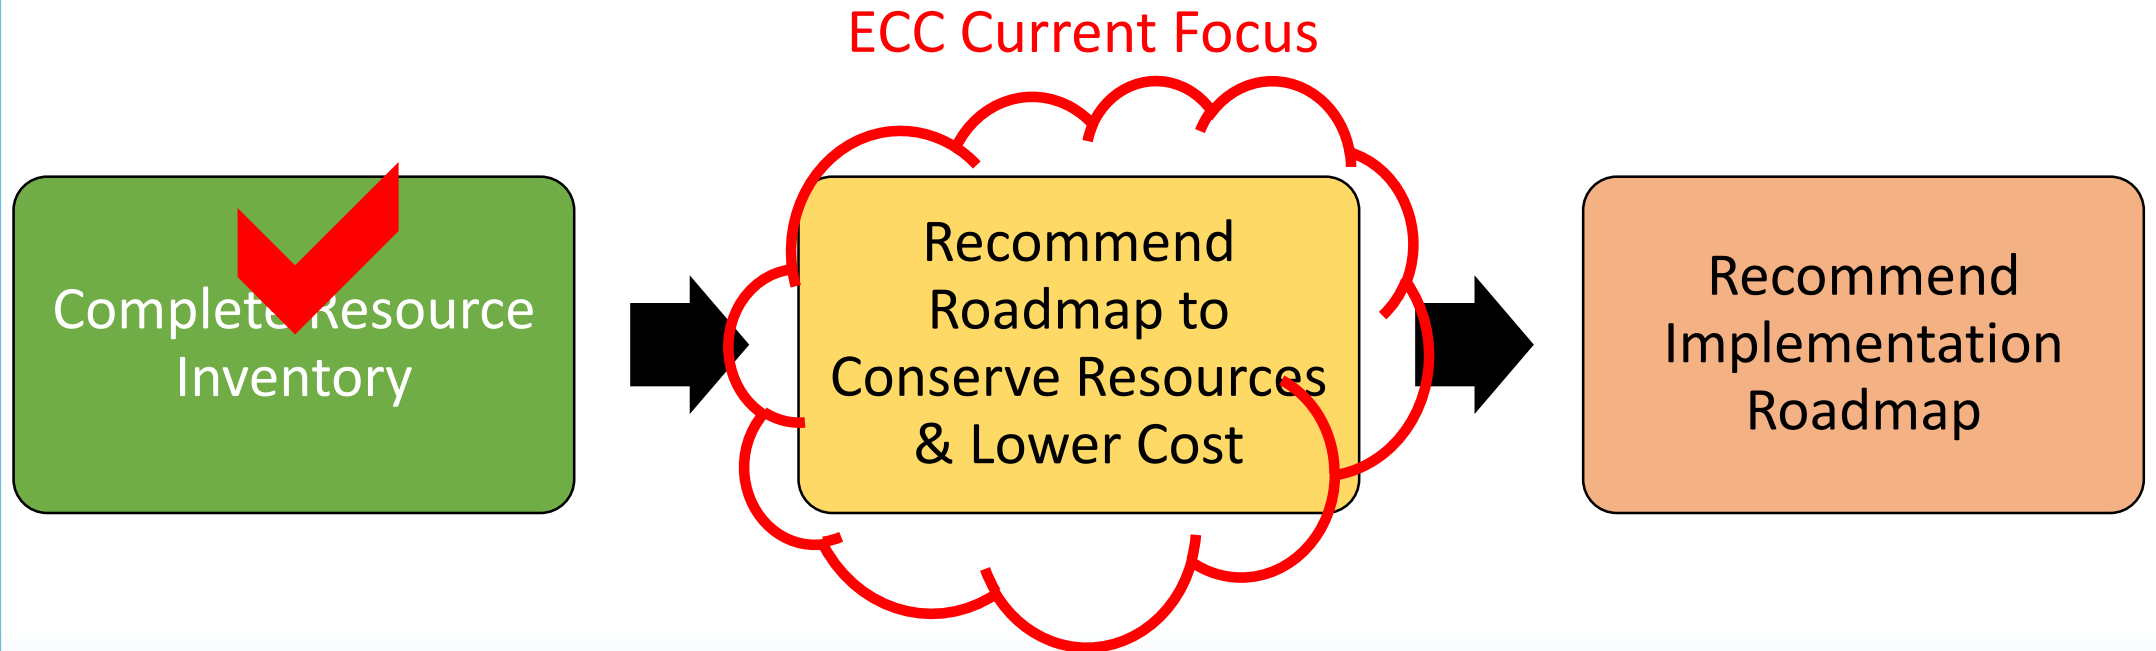 ECC Current Focus
Complete Resource
Inventory
Recommend
Roadmap to
Conserve Resources
& Lower Cost
Recommend
Implementation
Roadmap